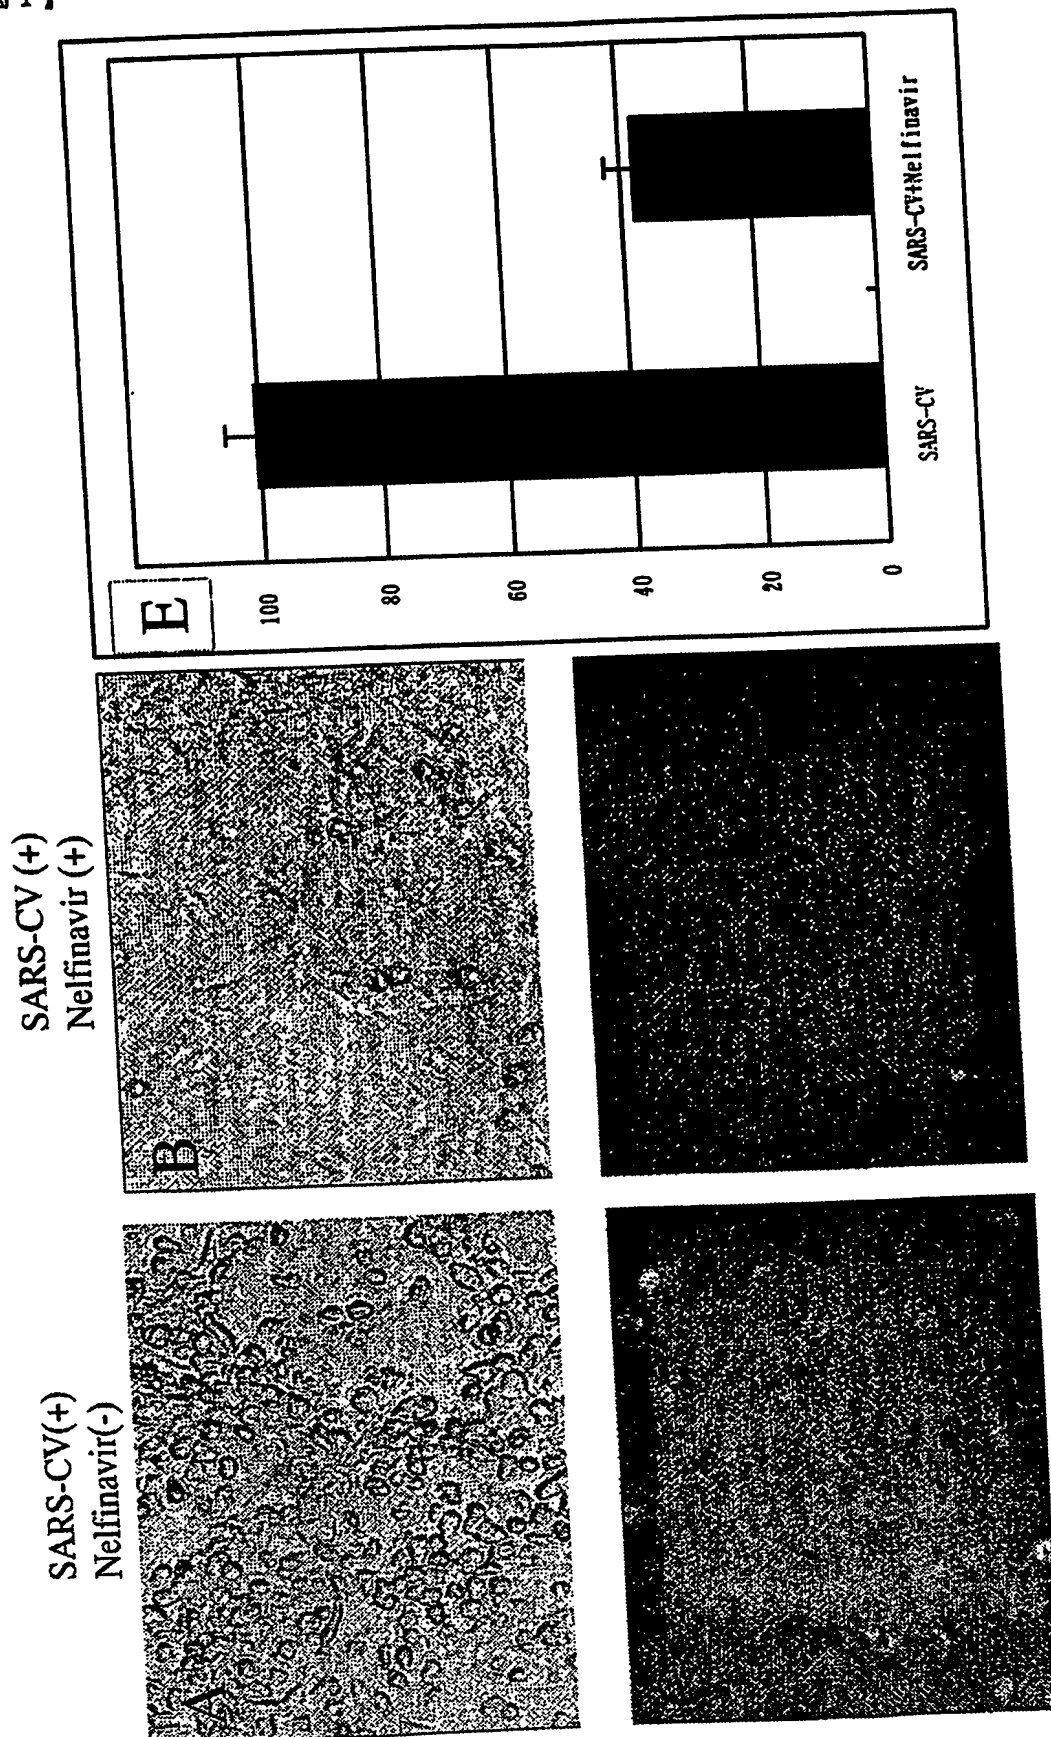 SARS-CV(+)
Nelfinavir(-)
SARS-CV (+)
Nelfinavir (+)
A
B
E
100
80
60
40
20
0
SARS-CV
SARS-CV+Nelfinavir